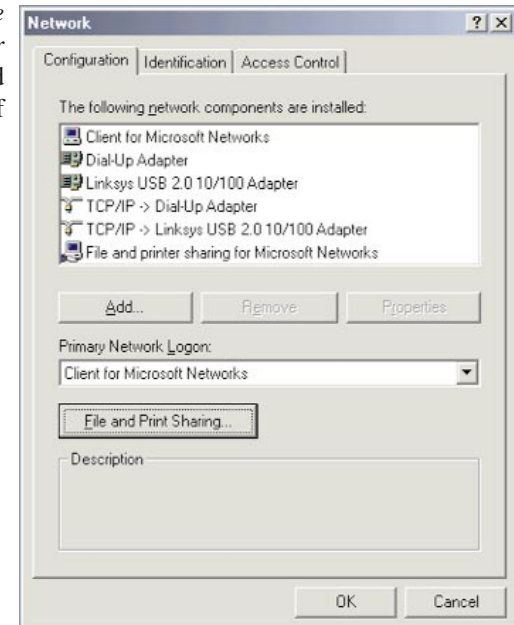 Network
Configuration Identification Access Control
The following network components are installed:
Client for Microsoft Networks
Dial-Up Adapter
Linksys USB 2.0 10/100 Adapter
TCP/IP -> Dial-Up Adapter
TCP/IP -> Linksys USB 2.0 10/100 Adapter
File and printer sharing for Microsoft Networks
Add... Remove Properties
Primary Network Logon:
Client for Microsoft Networks
File and Print Sharing...
Description
OK Cancel